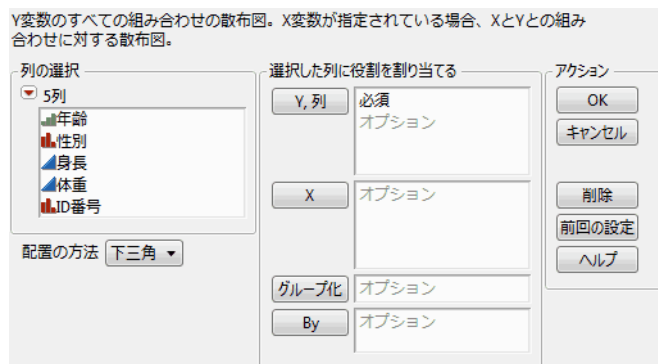 Y変数のすべての組み合わせの散布図。X変数が指定されている場合、XとYとの組み
合わせに対する散布図。
列の選択
5列
年齢
性別
身長
体重
ID番号
配置の方法 下三角
選択した列に役割を割り当てる
Y, 列 必須
オプション
X オプション
グループ化 オプション
By オプション
アクション
OK
キャンセル
削除
前回の設定
ヘルプ